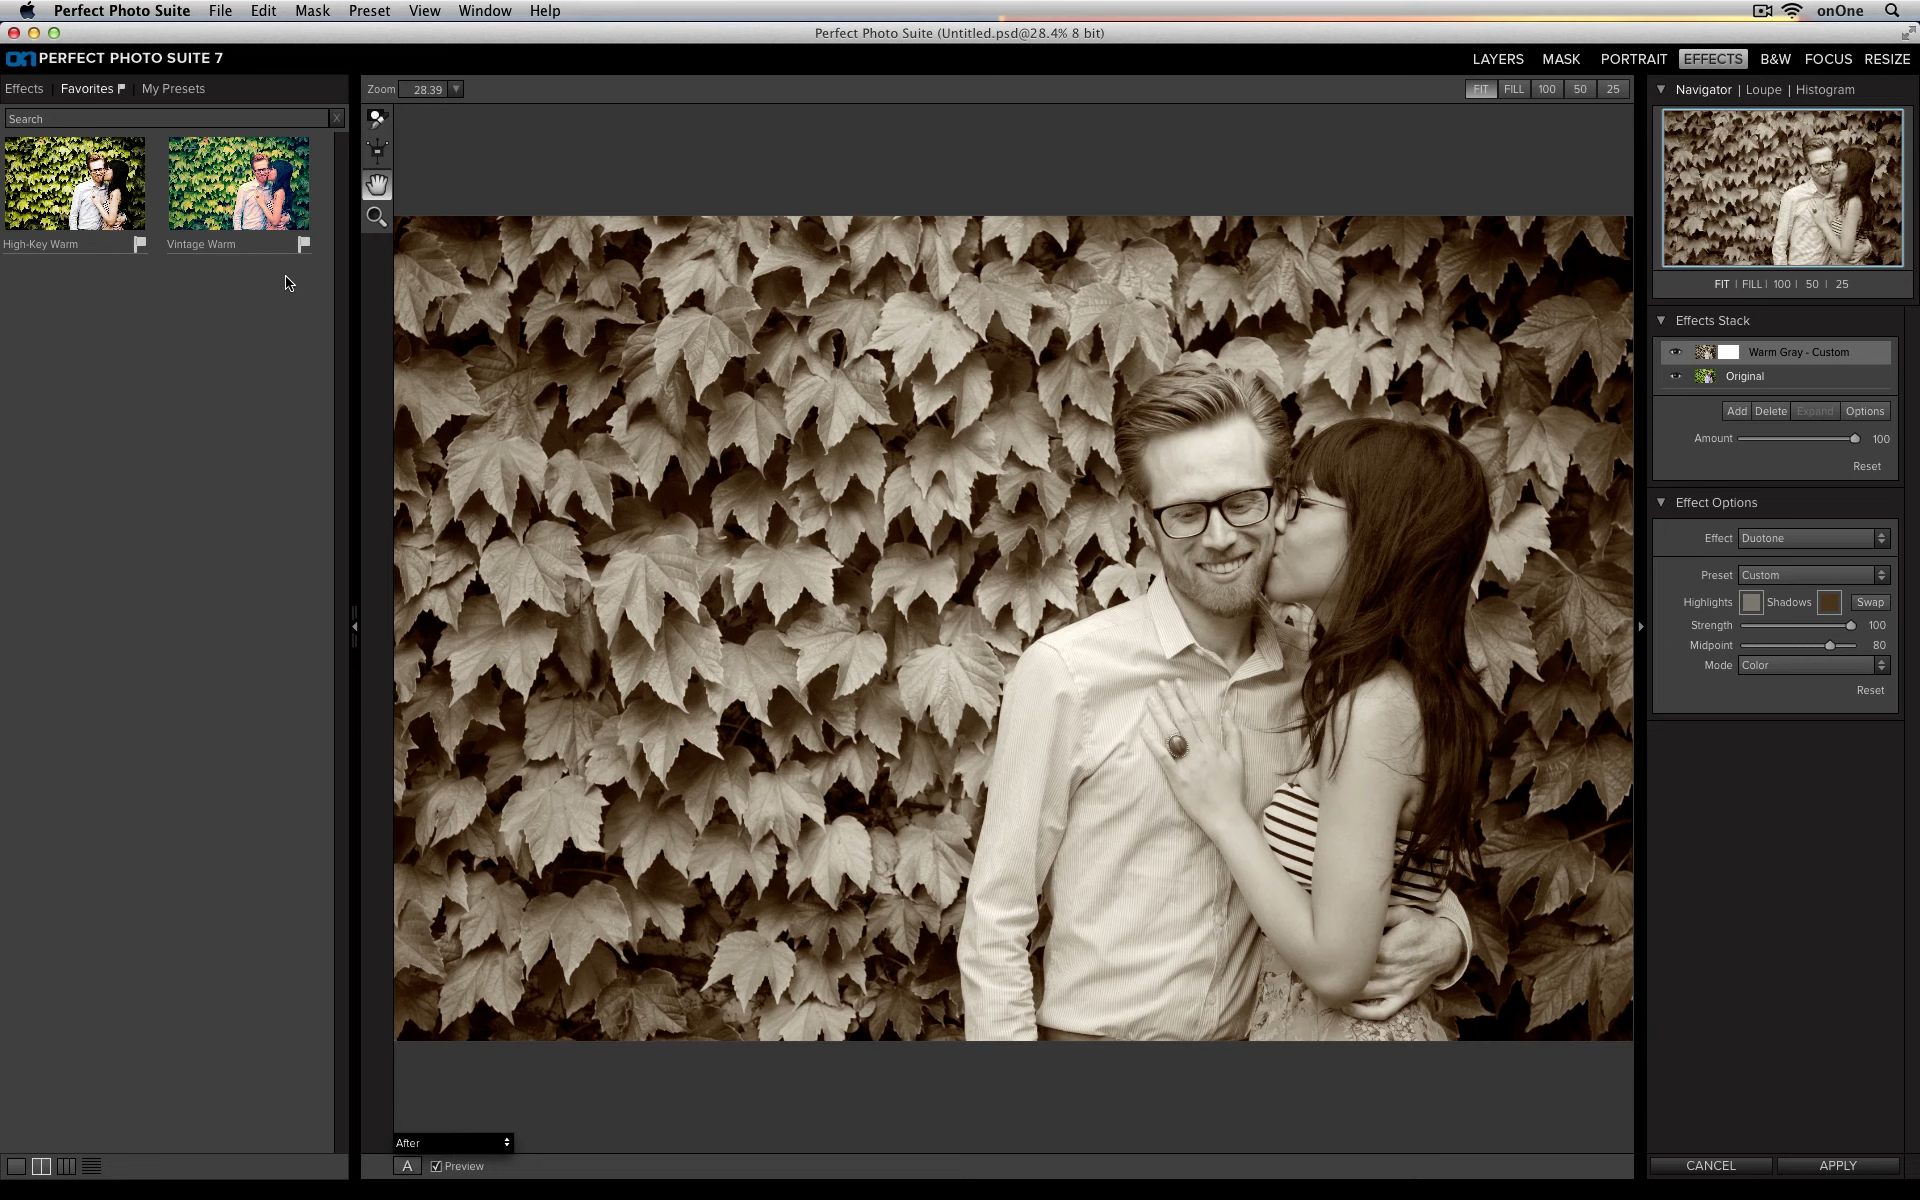 Perfect Photo Suite File Edit Mask Preset View Window Help onOne
Perfect Photo Suite (Untitled.psd@28.4% 8 bit)
on PERFECT PHOTO SUITE 7 LAYERS MASK PORTRAIT EFFECTS B&W FOCUS RESIZE
Effects | Favorites | My Presets
Search X
High-Key Warm
Vintage Warm
Zoom 28.39 FIT FILL 100 50 25
After
A Preview
Navigator | Loupe | Histogram
FIT | FILL | 100 | 50 | 25
Effects Stack
Warm Gray - Custom
Original
Add Delete Expand Options
Amount 100
Reset
Effect Options
Effect Duotone
Preset Custom
Highlights Shadows Swap
Strength 100
Midpoint 80
Mode Color
Reset
CANCEL APPLY